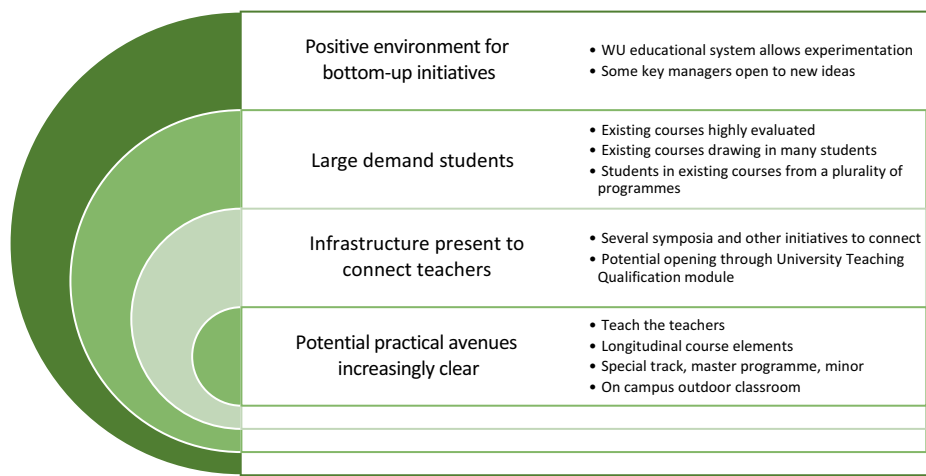 Positive environment for
bottom-up initiatives
• WU educational system allows experimentation
• Some key managers open to new ideas
Large demand students
• Existing courses highly evaluated
• Existing courses drawing in many students
• Students in existing courses from a plurality of
programmes
Infrastructure present to
connect teachers
• Several symposia and other initiatives to connect
• Potential opening through University Teaching
Qualification module
Potential practical avenues
increasingly clear
• Teach the teachers
• Longitudinal course elements
• Special track, master programme, minor
• On campus outdoor classroom